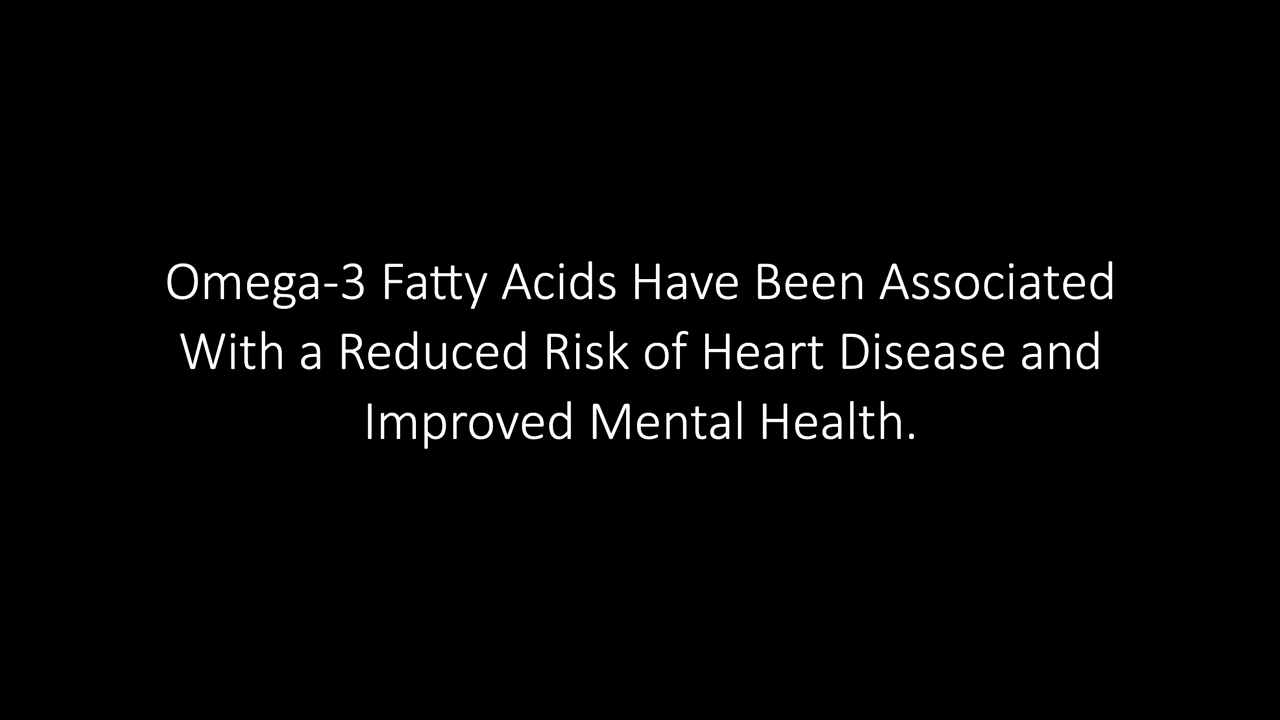 Omega-3 Fatty Acids Have Been Associated
With a Reduced Risk of Heart Disease and
Improved Mental Health.